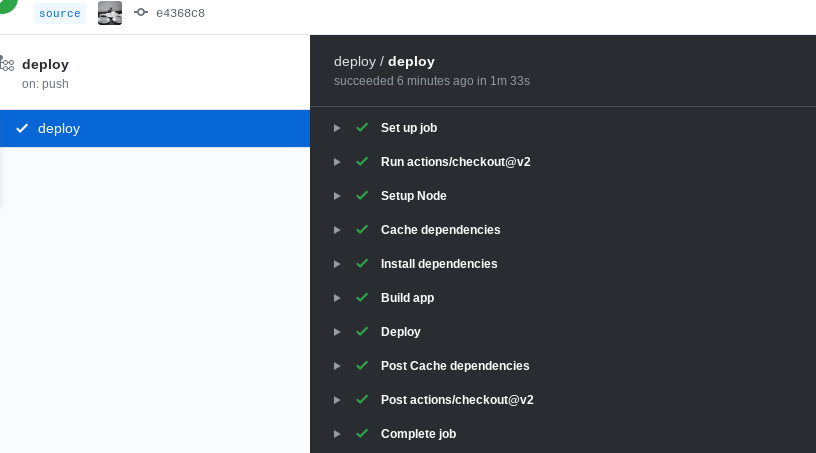 source e4368c8
deploy
on: push
deploy
deploy / deploy
succeeded 6 minutes ago in 1m 33s
Set up job
Run actions/checkout@v2
Setup Node
Cache dependencies
Install dependencies
Build app
Deploy
Post Cache dependencies
Post actions/checkout@v2
Complete job